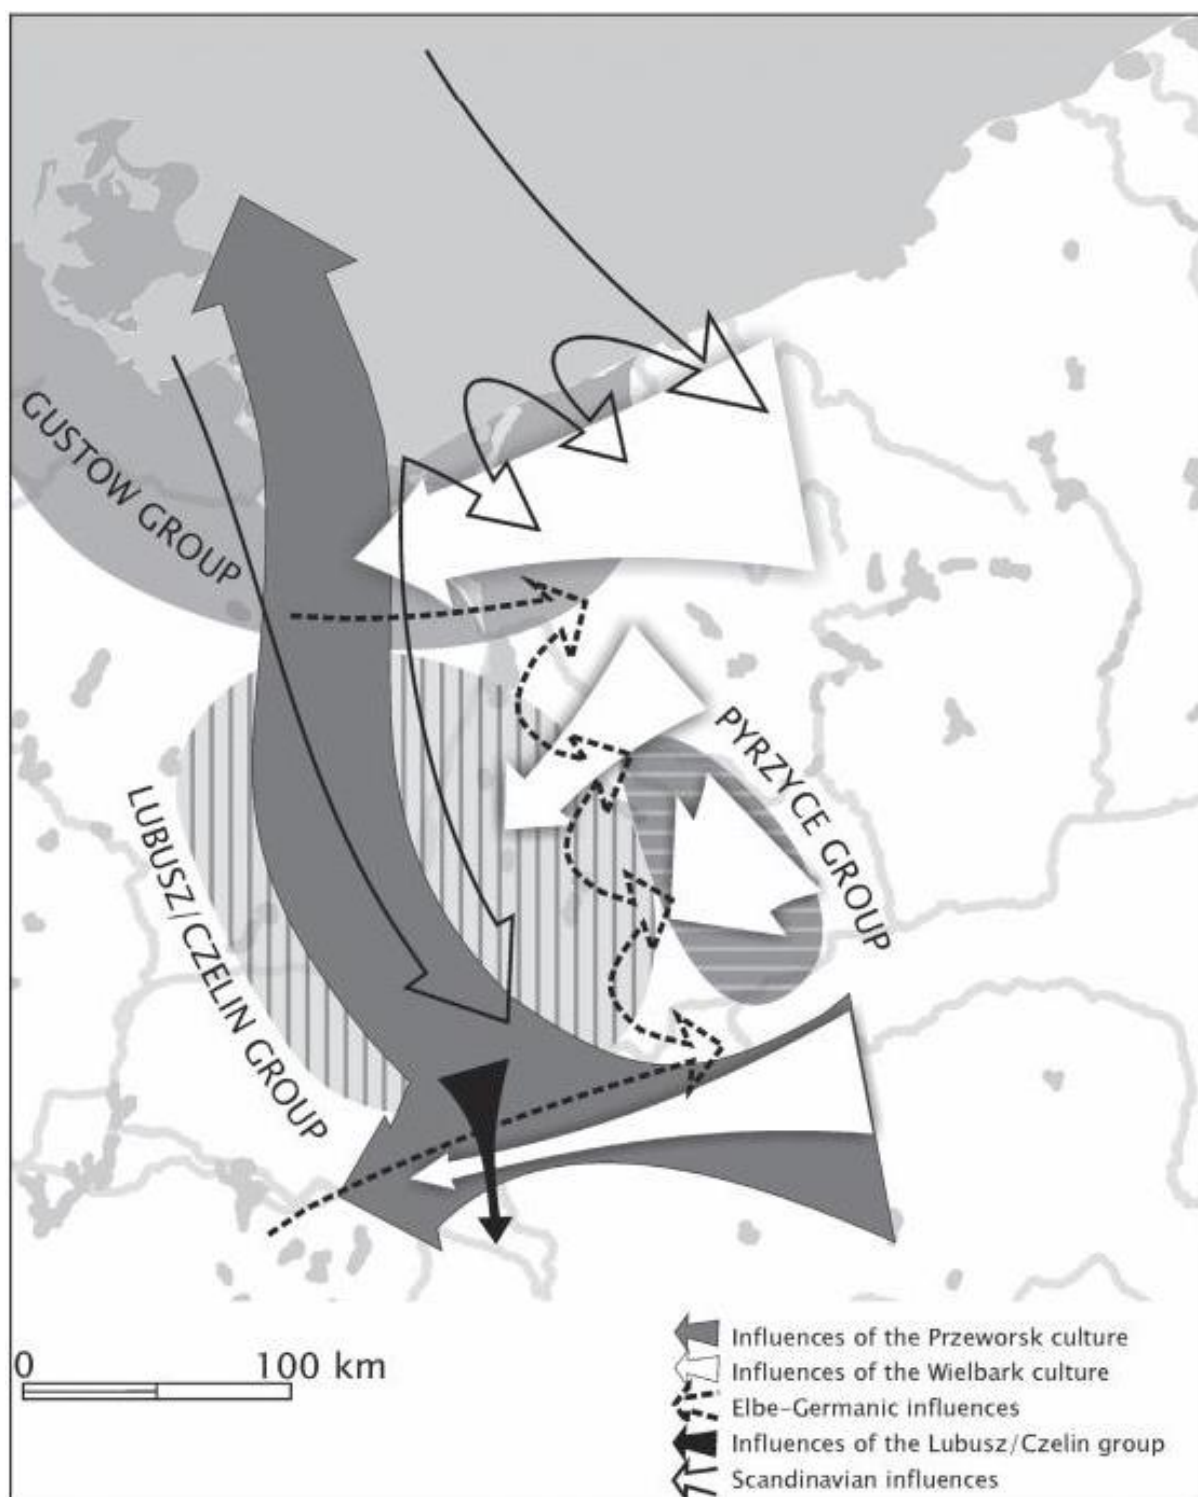 GUSTOW GROUP
PYRZYCE GROUP
LUBUSZ/CZELIN GROUP
0 100 km
Influences of the Przeworsk culture
Influences of the Wielbark culture
Elbe-Germanic influences
Influences of the Lubusz/Czelin group
Scandinavian influences